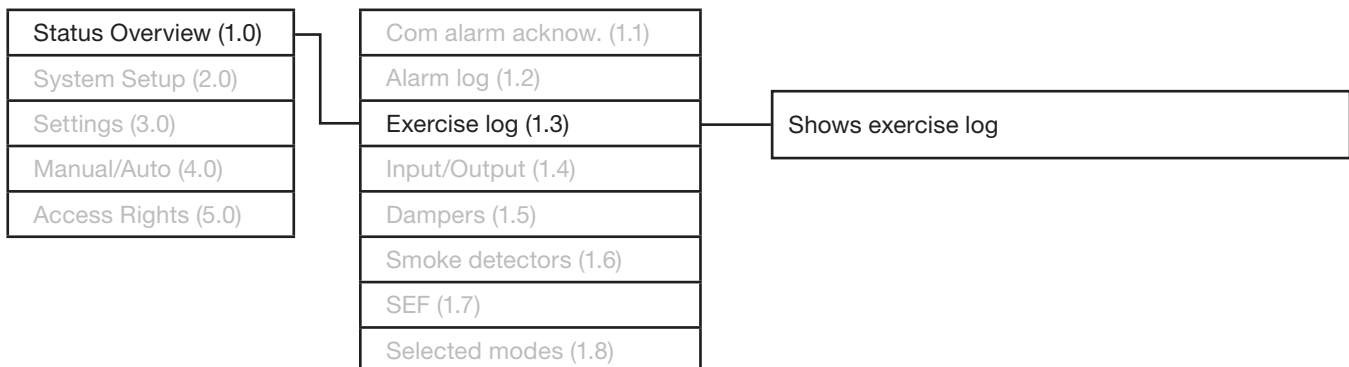 Status Overview (1.0)
System Setup (2.0)
Settings (3.0)
Manual/Auto (4.0)
Access Rights (5.0)
Com alarm acknow. (1.1)
Alarm log (1.2)
Exercise log (1.3)
Input/Output (1.4)
Dampers (1.5)
Smoke detectors (1.6)
SEF (1.7)
Selected modes (1.8)
Shows exercise log